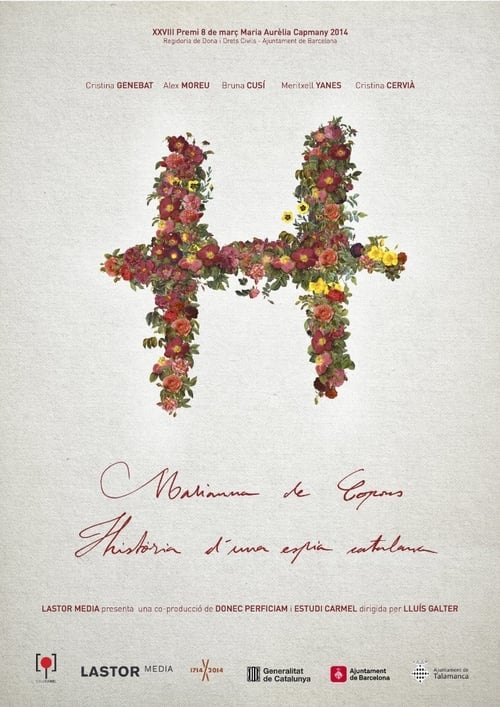 XXVIII Premi 8 de març Maria Aurèlia Capmany 2014
Regidoria de Dona i Drets Civils - Ajuntament de Barcelona
Cristina GENEBAT Alex MOREU Bruna CUSÍ Meritxell YANES Cristina CERVIÀ
H
Marianna de Copons
Història d'una espia catalana
LASTOR MEDIA presenta una co-producció de DONEC PERFICIAM i ESTUDI CARMEL dirigida per LLUÍS GALTER
LASTOR MEDIA
1714 2014
Generalitat
de Catalunya
Ajuntament de
Barcelona
Ajuntament de
Talamanca